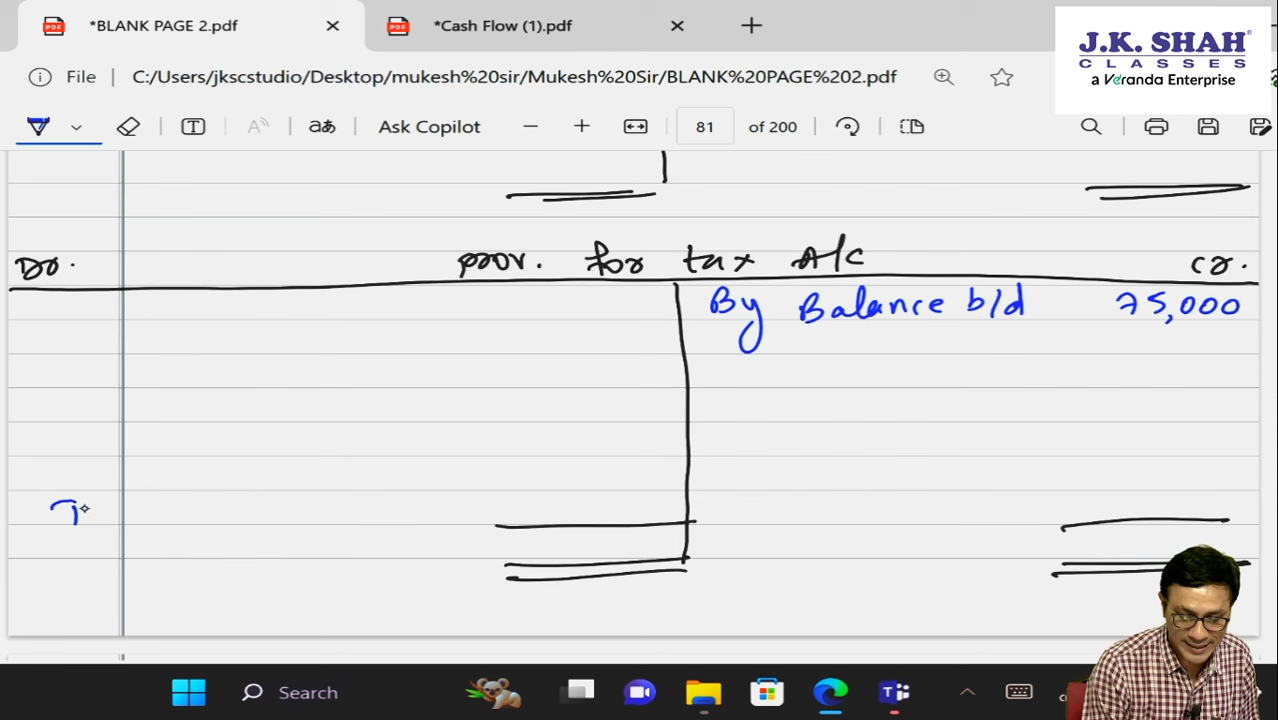 *BLANK PAGE 2.pdf
*Cash Flow (1).pdf
J.K. SHAH®
CLASSES
a Veranda Enterprise
File C:/Users/jkscstudio/Desktop/mukesh%20sir/Mukesh%20Sir/BLANK%20PAGE%202.pdf
aあ Ask Copilot 81 of 200
Dr. prov. for tax A/c cr.
By Balance b/d 75,000
T
Search